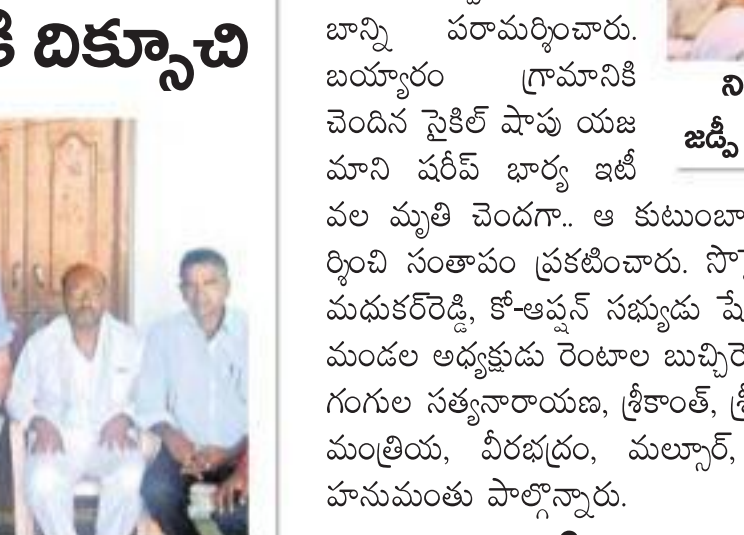 దిక్సూచి
బాన్ని పరామర్శించారు.
బయ్యారం గ్రామానికి
చెందిన సైకిల్ షాపు యజ
మాని షరీఫ్ భార్య ఇటీ
వల మృతి చెందగా.. ఆ కుటుంబా
ర్శించి సంతాపం ప్రకటించారు.
మధుకర్‌రెడ్డి, కో-ఆప్షన్ సభ్యుడు షే
మండల అధ్యక్షుడు రెంటాల బుచ్చిరె
గంగుల సత్యనారాయణ, శ్రీకాంత్, శ్రీ
మంత్రియ, వీరభద్రం, మల్సూర్,
హనుమంతు పాల్గొన్నారు.
ని
జడ్పీ